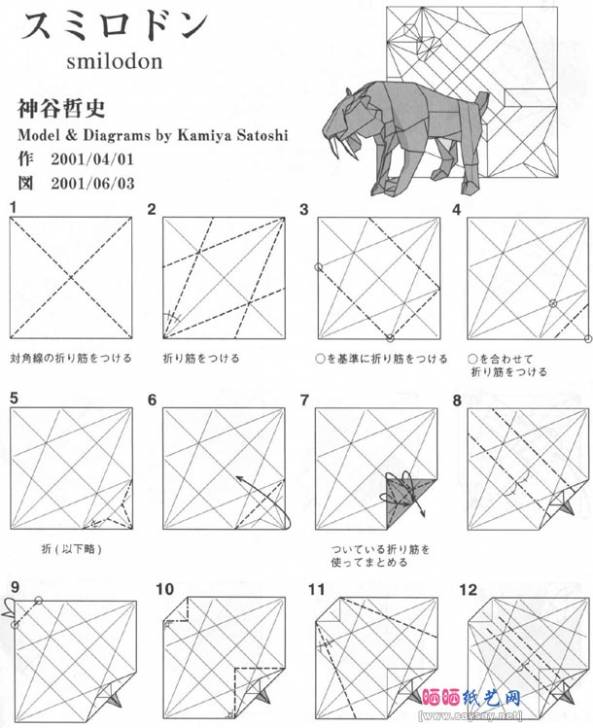 スミロドン
smilodon
神谷哲史
Model & Diagrams by Kamiya Satoshi
作 2001/04/01
図 2001/06/03
1
2
3
4
対角線の折り筋をつける
折り筋をつける
○を基準に折り筋をつける
○を合わせて
折り筋をつける
5
6
7
8
折(以下略)
ついている折り筋を
使ってまとめる
9
10
11
12
晒晒纸艺网